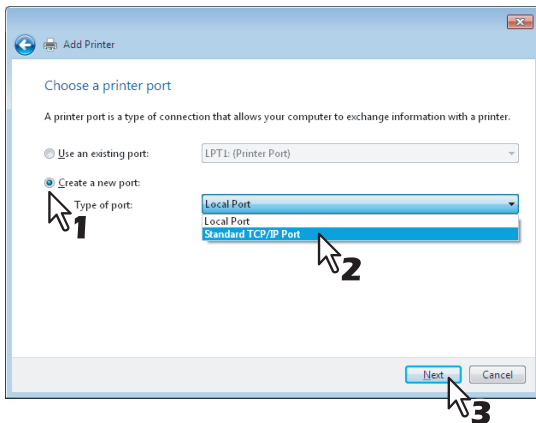 Add Printer
Choose a printer port
A printer port is a type of connection that allows your computer to exchange information with a printer.
Use an existing port: LPT1: (Printer Port)
Create a new port:
1
Type of port: Local Port
Local Port
Standard TCP/IP Port
2
Next Cancel
3